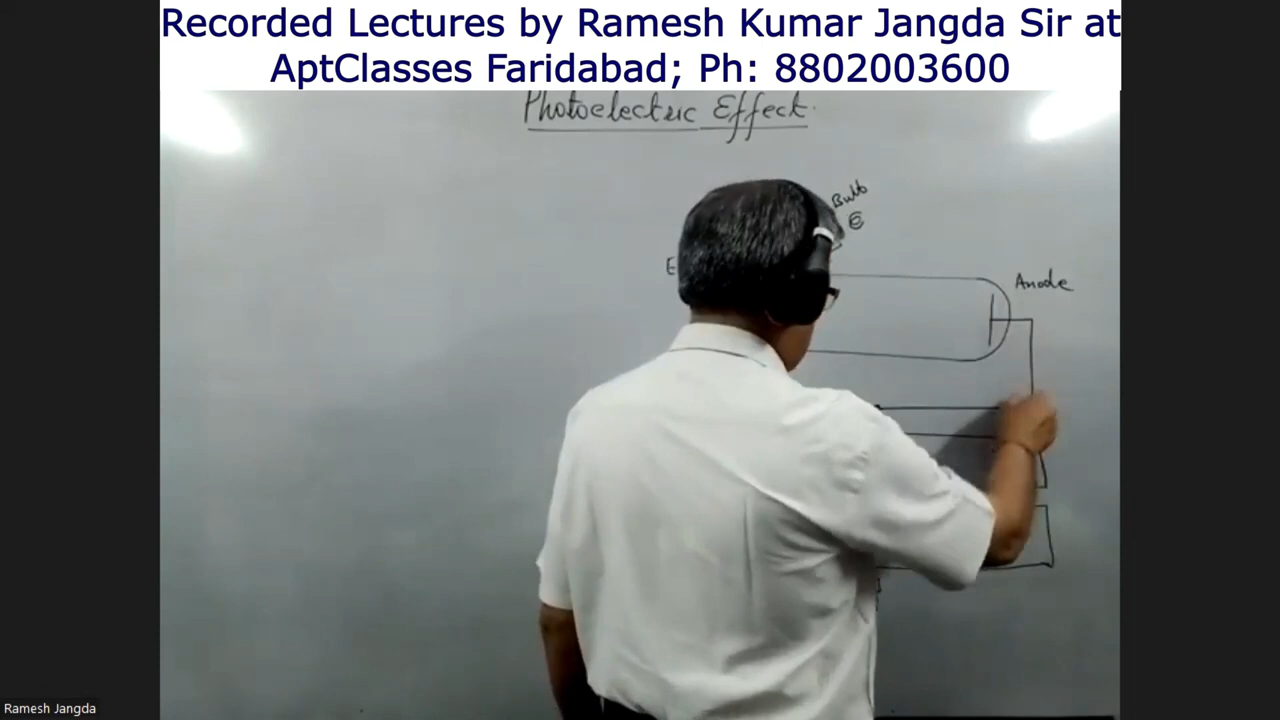 Recorded Lectures by Ramesh Kumar Jangda Sir at
AptClasses Faridabad; Ph: 8802003600
Photoelectric Effect.
Bulb
E
E
Anode
Ramesh Jangda